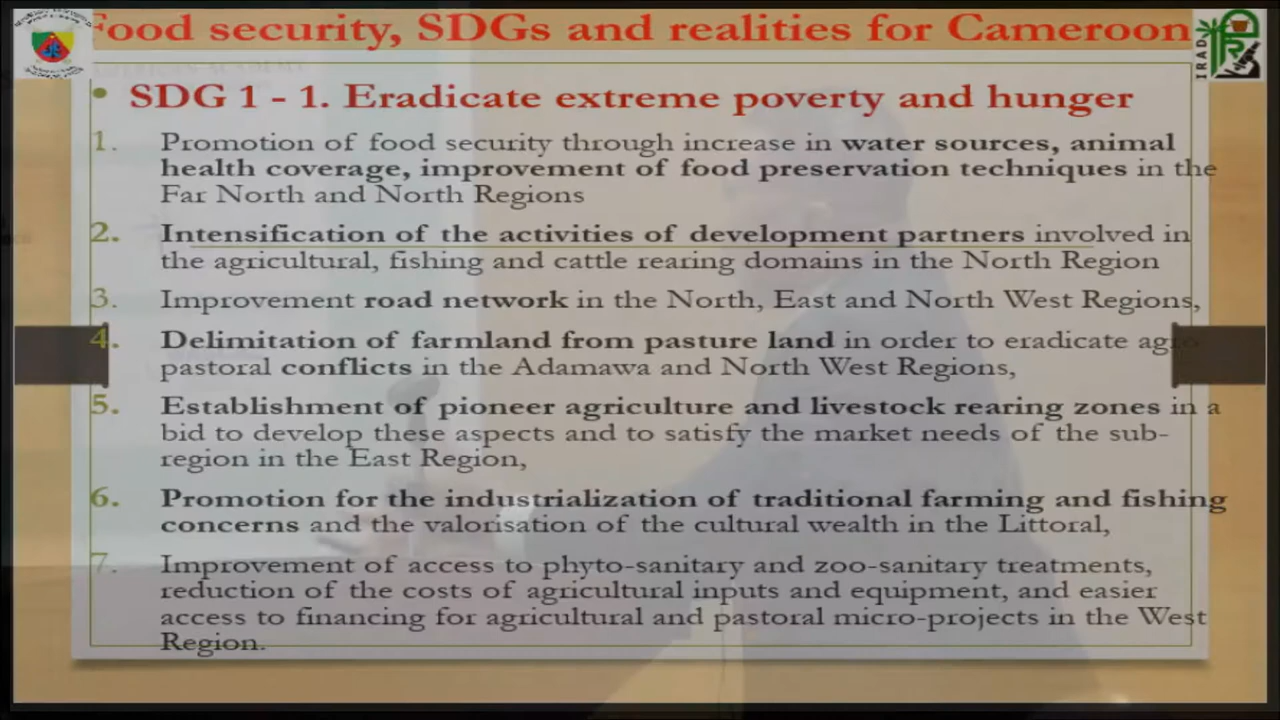 Food security, SDGs and realities for Cameroon
• SDG 1 - 1. Eradicate extreme poverty and hunger
1. Promotion of food security through increase in water sources, animal
health coverage, improvement of food preservation techniques in the
Far North and North Regions
2. Intensification of the activities of development partners involved in
the agricultural, fishing and cattle rearing domains in the North Region
3. Improvement road network in the North, East and North West Regions,
4. Delimitation of farmland from pasture land in order to eradicate agro
pastoral conflicts in the Adamawa and North West Regions,
5. Establishment of pioneer agriculture and livestock rearing zones in a
bid to develop these aspects and to satisfy the market needs of the sub-
region in the East Region,
6. Promotion for the industrialization of traditional farming and fishing
concerns and the valorisation of the cultural wealth in the Littoral,
7. Improvement of access to phyto-sanitary and zoo-sanitary treatments,
reduction of the costs of agricultural inputs and equipment, and easier
access to financing for agricultural and pastoral micro-projects in the West
Region.
IRAD